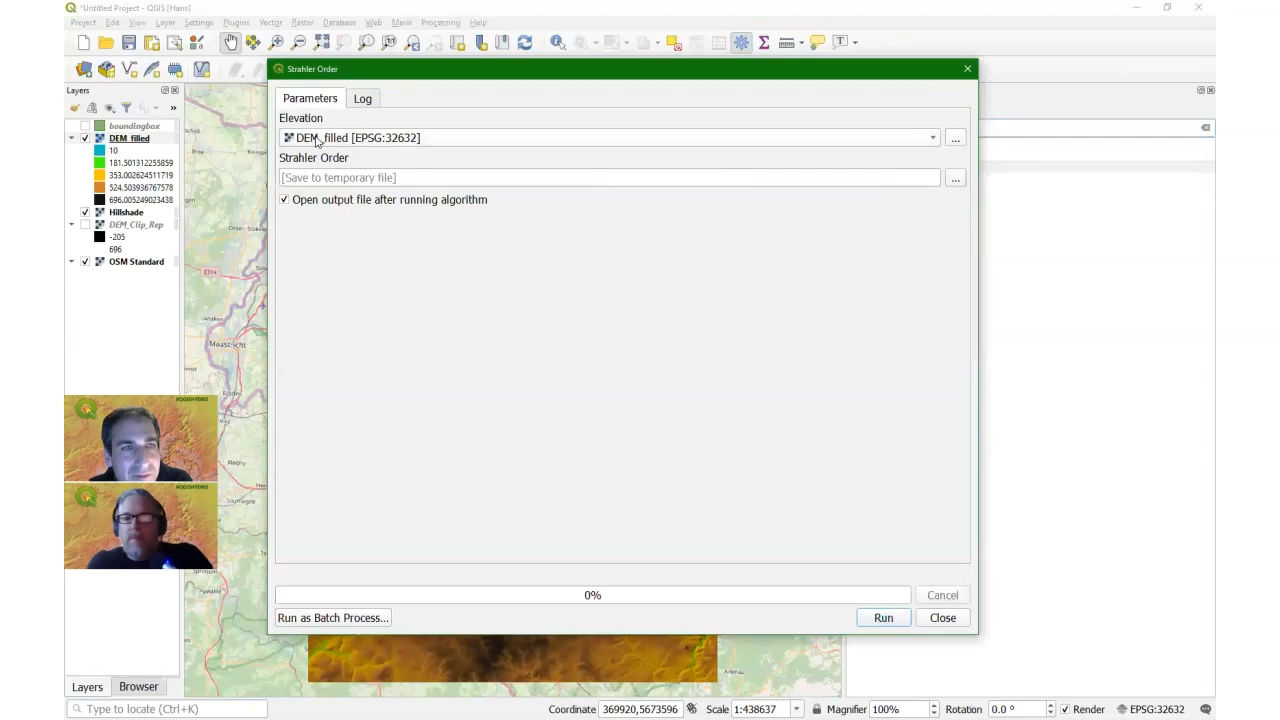 *Untitled Project - QGIS [Hans]
Project Edit View Layer Settings Plugins Vector Raster Database Web Mesh Processing Help
Strahler Order
Layers
Parameters Log
boundingbox
DEM_filled
10
181.501312255859
353.002624511719
524.503936767578
696.005249023438
Hillshade
DEM_Clip_Rep
-205
696
OSM Standard
Elevation
DEM_filled [EPSG:32632]
...
Strahler Order
[Save to temporary file]
...
Open output file after running algorithm
E314
Maastricht
#QGISHYDRO
#QGISHYDRO
0%
Cancel
Run as Batch Process...
Run
Close
Adenau
Layers Browser
Type to locate (Ctrl+K)
Coordinate 369920,5673596 Scale 1:438637 Magnifier 100% Rotation 0.0 ° Render EPSG:32632